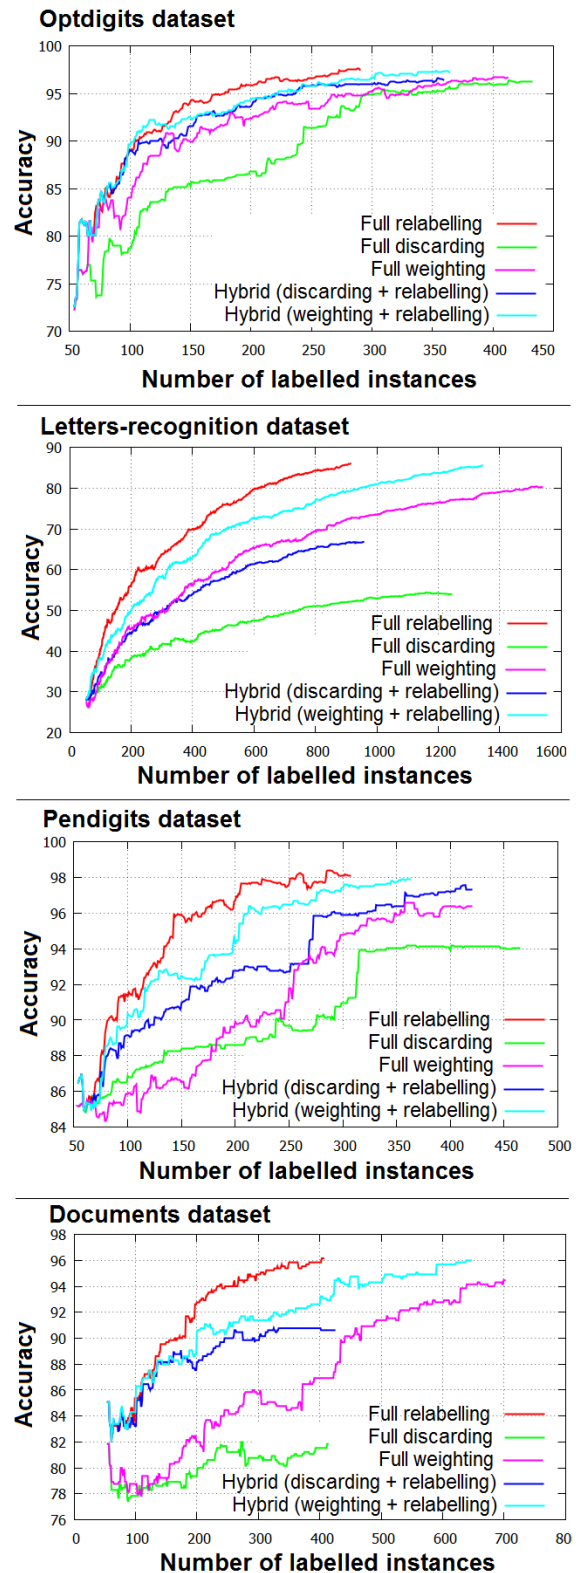 Optdigits dataset
100
95
90
85
80
75
70
Accuracy
Full relabelling
Full discarding
Full weighting
Hybrid (discarding + relabelling)
Hybrid (weighting + relabelling)
50 100 150 200 250 300 350 400 450
Number of labelled instances
Letters-recognition dataset
90
80
70
60
50
40
30
20
Accuracy
Full relabelling
Full discarding
Full weighting
Hybrid (discarding + relabelling)
Hybrid (weighting + relabelling)
0 200 400 600 800 1000 1200 1400 1600
Number of labelled instances
Pendigits dataset
100
98
96
94
92
90
88
86
84
Accuracy
Full relabelling
Full discarding
Full weighting
Hybrid (discarding + relabelling)
Hybrid (weighting + relabelling)
50 100 150 200 250 300 350 400 450 500
Number of labelled instances
Documents dataset
98
96
94
92
90
88
86
84
82
80
78
76
Accuracy
Full relabelling
Full discarding
Full weighting
Hybrid (discarding + relabelling)
Hybrid (weighting + relabelling)
0 100 200 300 400 500 600 700 80
Number of labelled instances